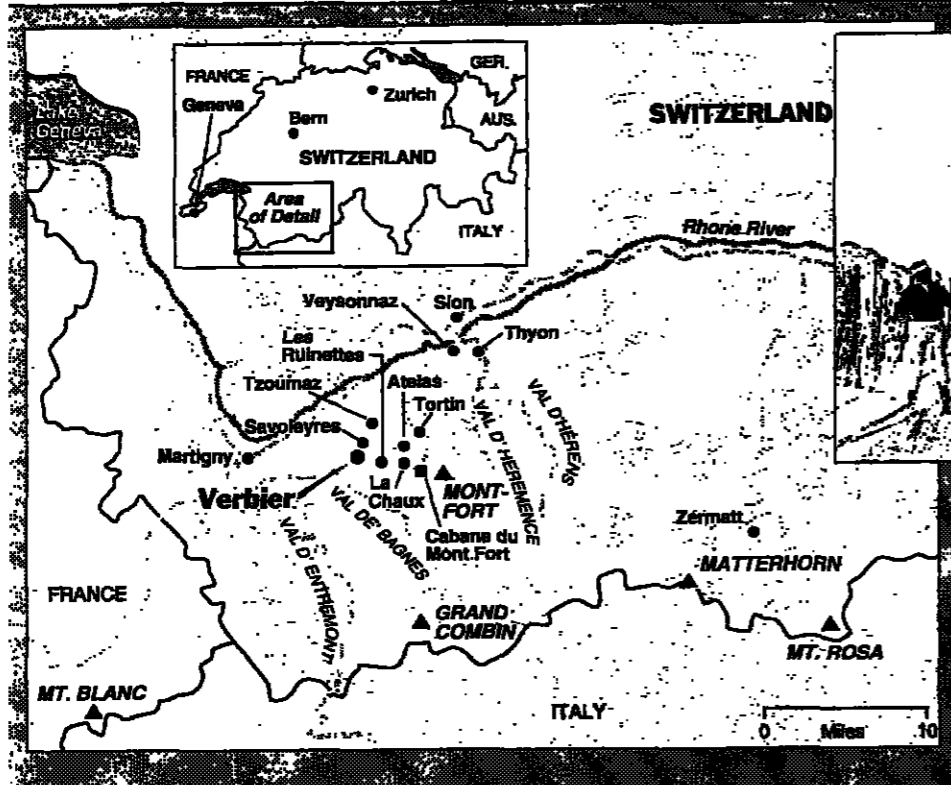 Lake
Geneva
FRANCE
Geneva
GER.
Zurich
AUS.
Bern
SWITZERLAND
Area
of Detail
ITALY
SWITZERLAND
Rhone River
Veysonnaz
Sion
Les
Ruinettes
Thyon
Tzoumaz
Atelas
Tortin
Savoleyres
Martigny
Verbier
La
Chaux
MONT-
FORT
Cabana du
Mont Fort
VAL D'HEREMENCE
VAL D'HÉRENS
VAL DE BAGNES
VAL D'ENTREMONT
Zermatt
MATTERHORN
FRANCE
GRAND
COMBIN
MT. ROSA
MT. BLANC
ITALY
0 Miles 10